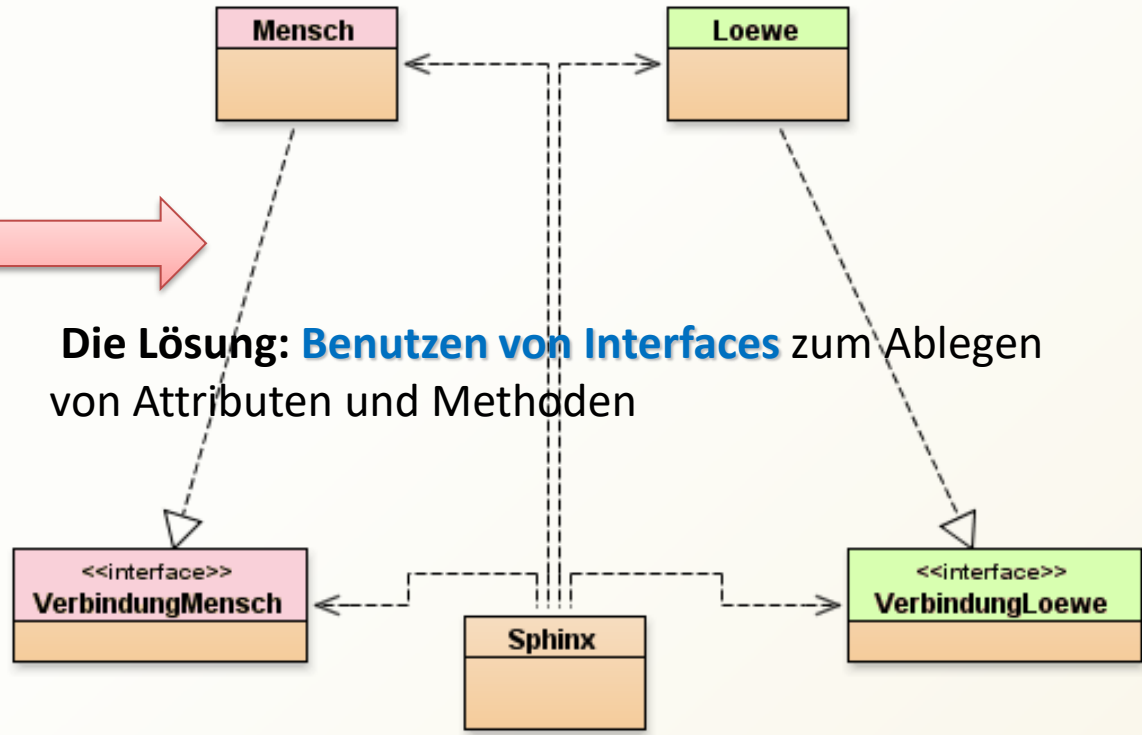 Mensch
Loewe
Die Lösung: Benutzen von Interfaces zum Ablegen
von Attributen und Methoden
<<interface>>
VerbindungMensch
<<interface>>
VerbindungLoewe
Sphinx